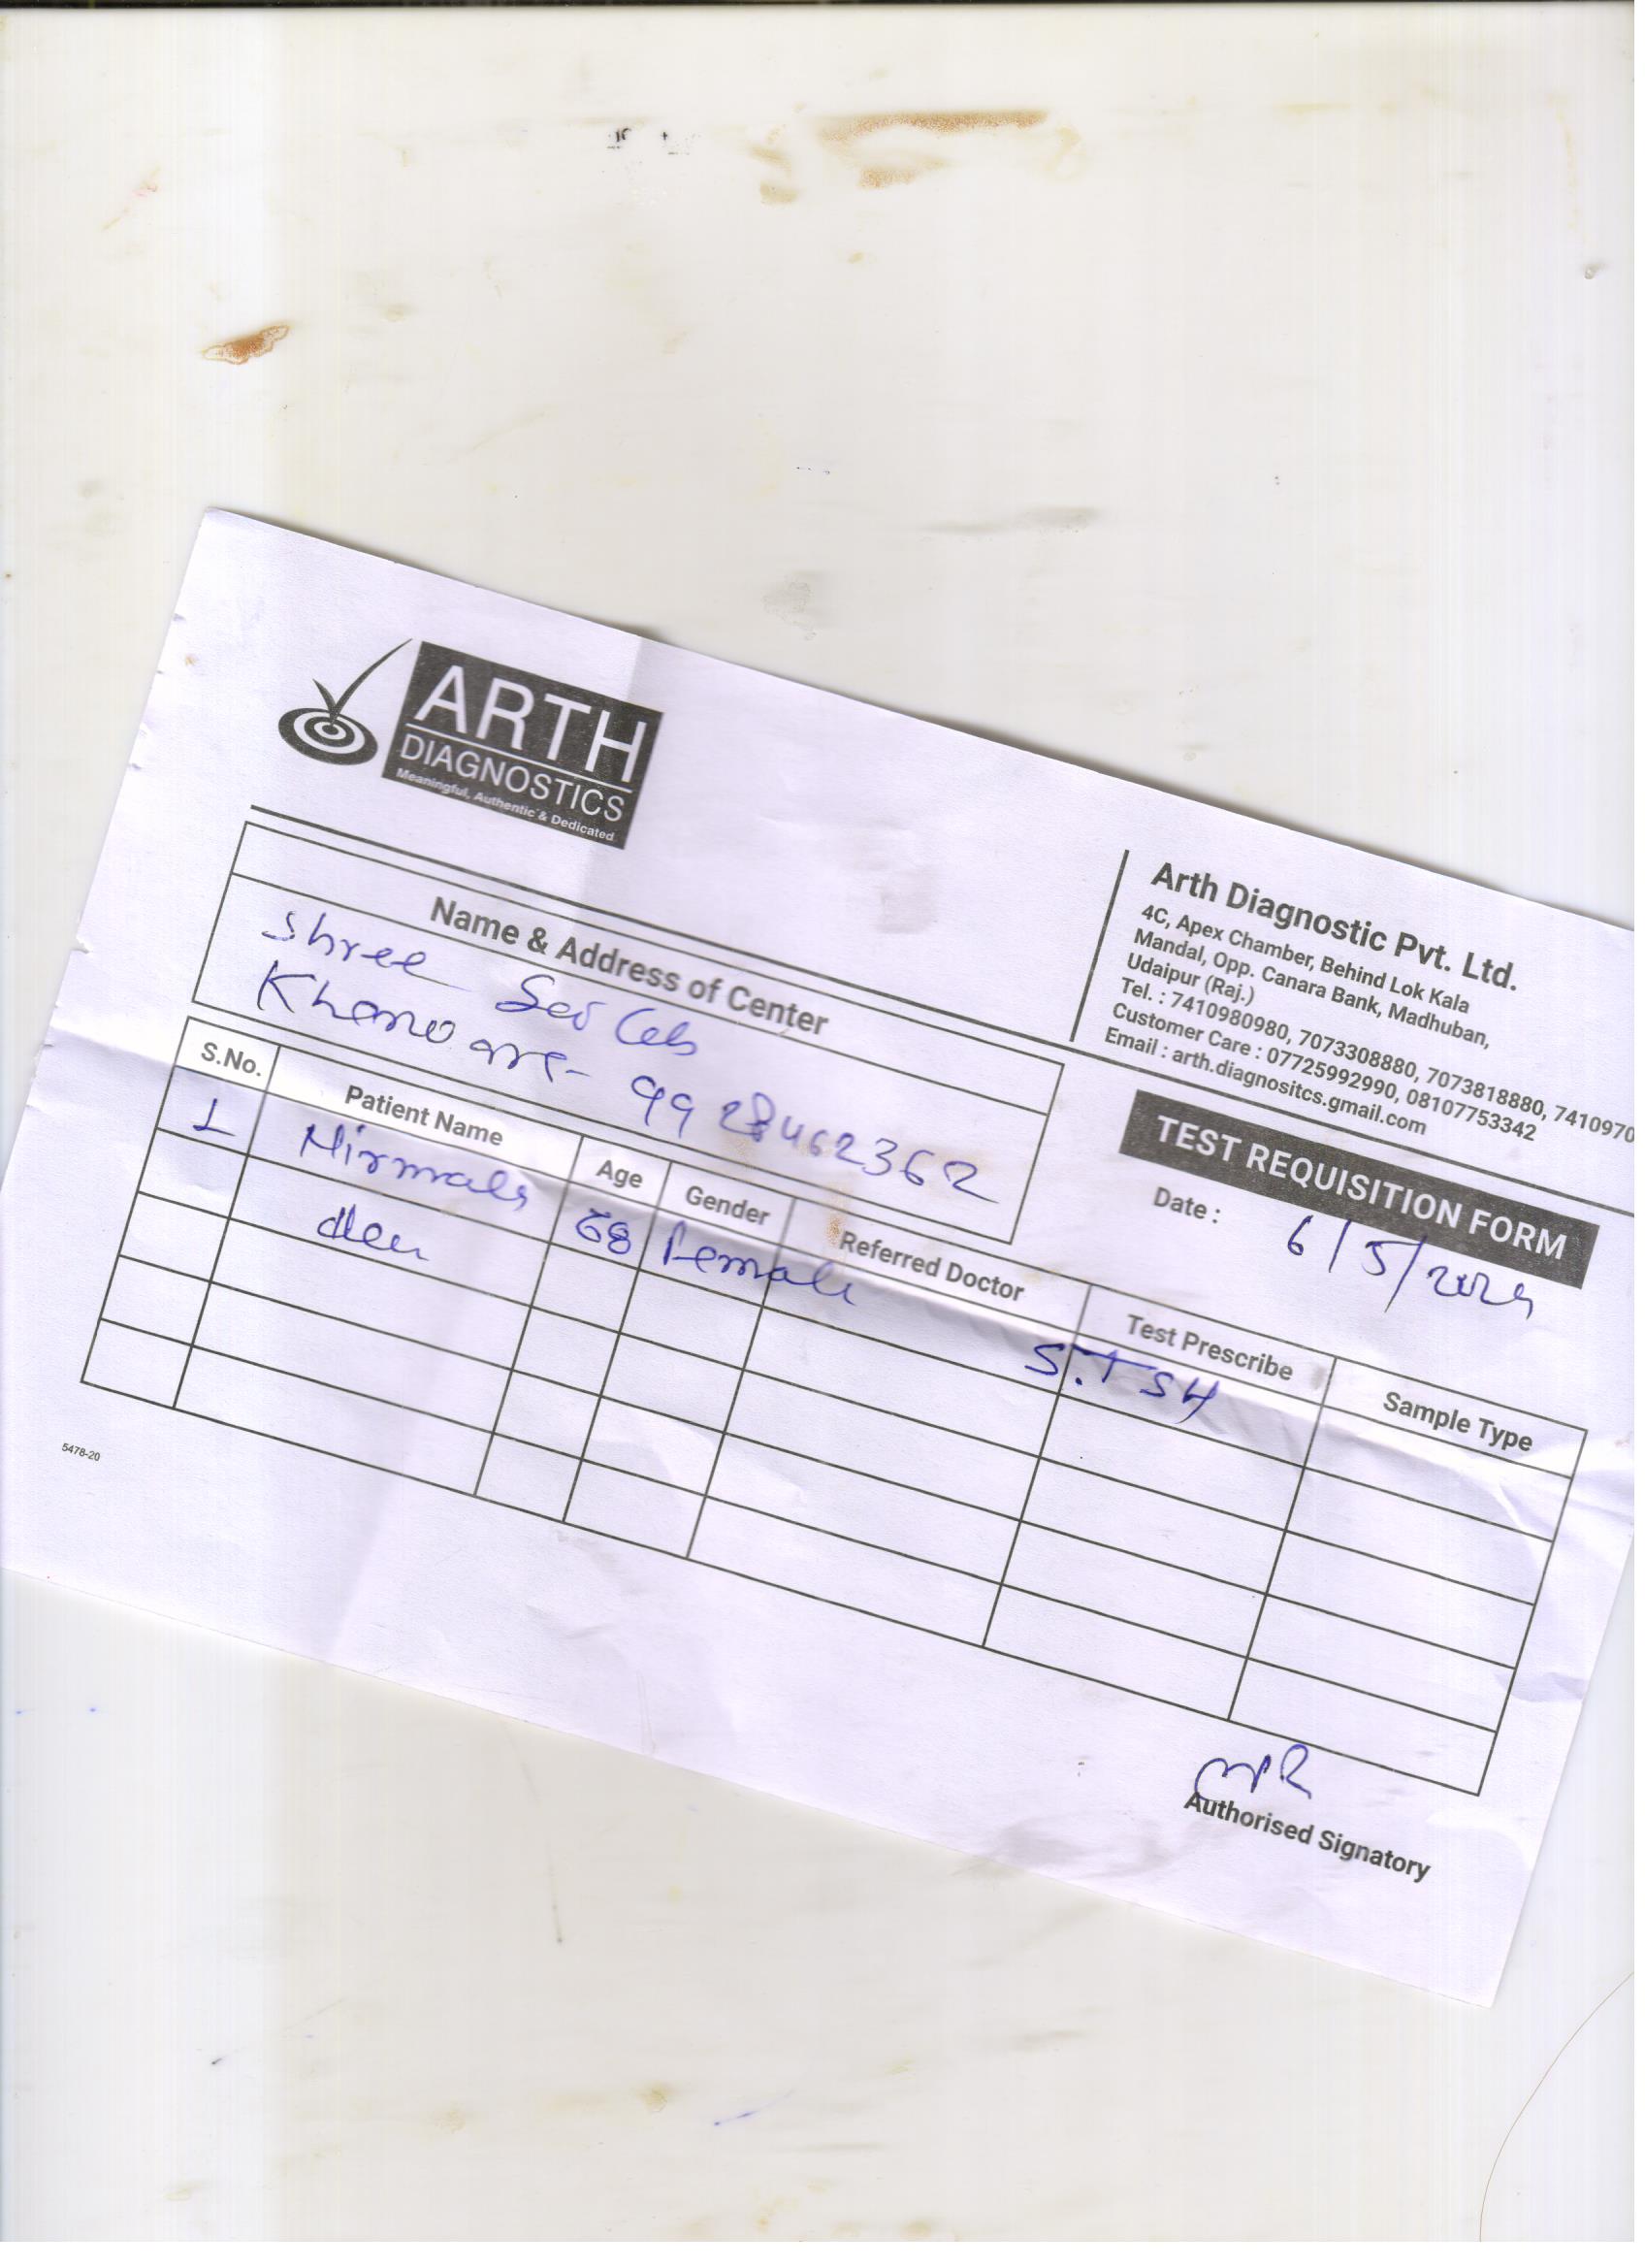 ARTH
DIAGNOSTICS
Meaningful, Authentic & Dedicated
Arth Diagnostic Pvt. Ltd.
4C, Apex Chamber, Behind Lok Kala
Mandal, Opp. Canara Bank, Madhuban,
Udaipur (Raj.)
Tel. : 7410980980, 7073308880, 7073818880, 7410970
Customer Care : 07725992990, 08107753342
Email : arth.diagnositcs.gmail.com
Name & Address of Center
Shree
9928462362
TEST REQUISITION FORM
Date : 6/5/2024
S.No. Patient Name Age Gender Referred Doctor Test Prescribe Sample Type
1 Nirmala 68 Female S.TSH
Authorised Signatory
5478-20